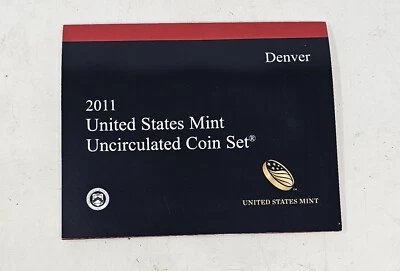 Denver
2011
United States Mint
Uncirculated Coin Set®
UNITED STATES MINT